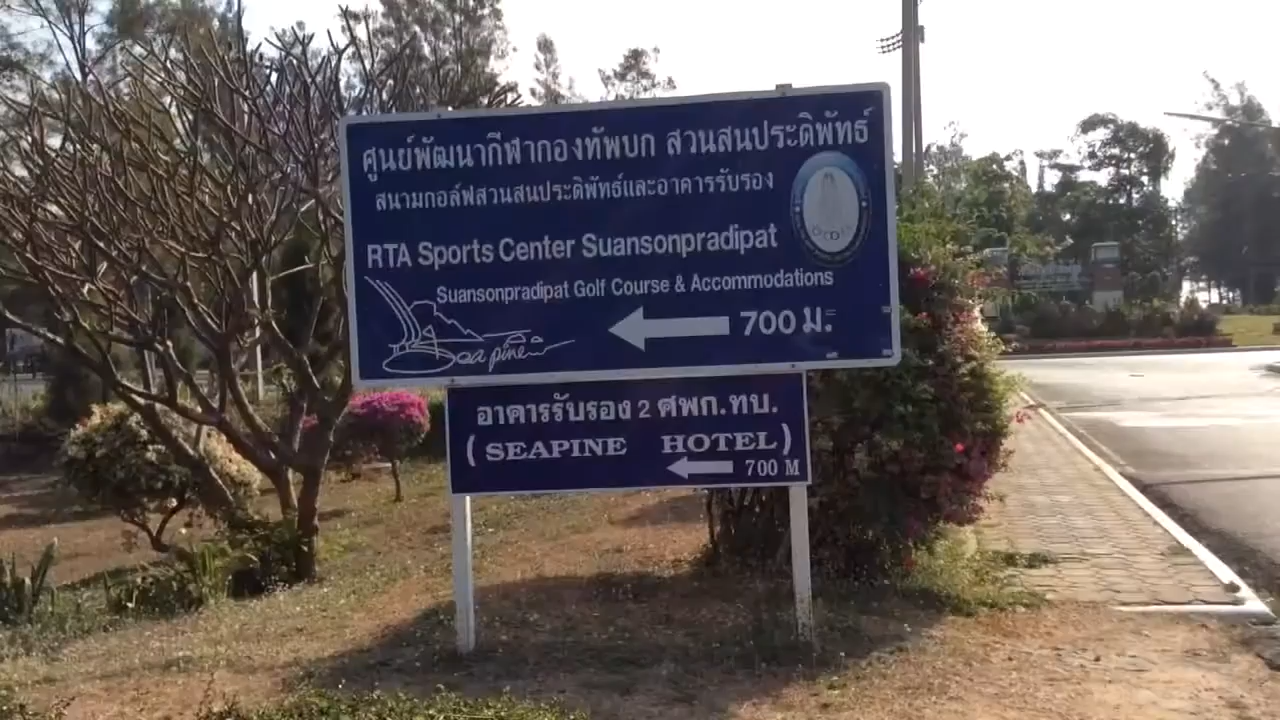 ศูนย์พัฒนากีฬากองทัพบก สวนสนประดิพัทธ์
สนามกอล์ฟสวนสนประดิพัทธ์และอาคารรับรอง
RTA Sports Center Suansonpradipat
Suansonpradipat Golf Course & Accommodations
Seapine
700 ม.
อาคารรับรอง 2 ศพก.ทบ.
( SEAPINE HOTEL )
700 M